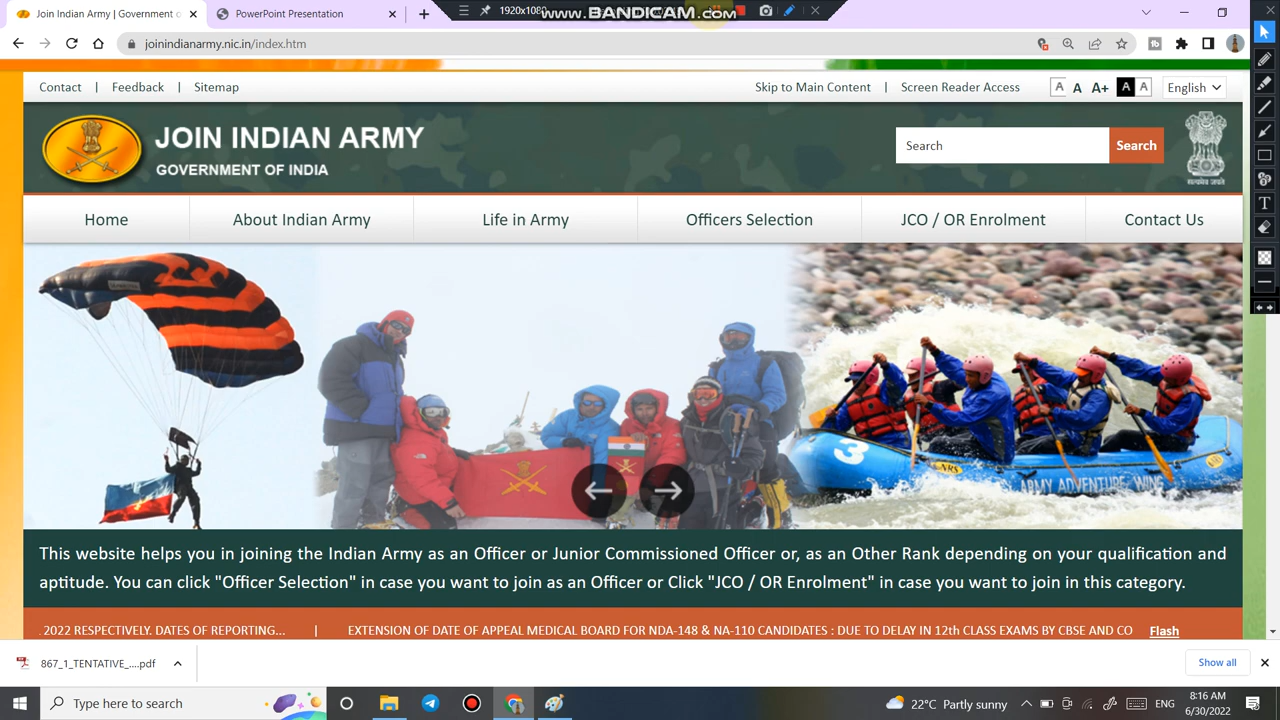 Join Indian Army | Government o
PowerPoint Presentation
1920x1080
www.BANDICAM.com
joinindianarmy.nic.in/index.htm
Contact | Feedback | Sitemap
Skip to Main Content | Screen Reader Access
A A A+ A A English
JOIN INDIAN ARMY
GOVERNMENT OF INDIA
Search Search
सत्यमेव जयते
Home About Indian Army Life in Army Officers Selection JCO / OR Enrolment Contact Us
3
NRS
ARMY ADVENTURE WING
This website helps you in joining the Indian Army as an Officer or Junior Commissioned Officer or, as an Other Rank depending on your qualification and
aptitude. You can click "Officer Selection" in case you want to join as an Officer or Click "JCO / OR Enrolment" in case you want to join in this category.
. 2022 RESPECTIVELY. DATES OF REPORTING... | EXTENSION OF DATE OF APPEAL MEDICAL BOARD FOR NDA-148 & NA-110 CANDIDATES : DUE TO DELAY IN 12th CLASS EXAMS BY CBSE AND CO Flash
867_1_TENTATIVE_....pdf
Show all
Type here to search
22°C Partly sunny
ENG
8:16 AM
6/30/2022